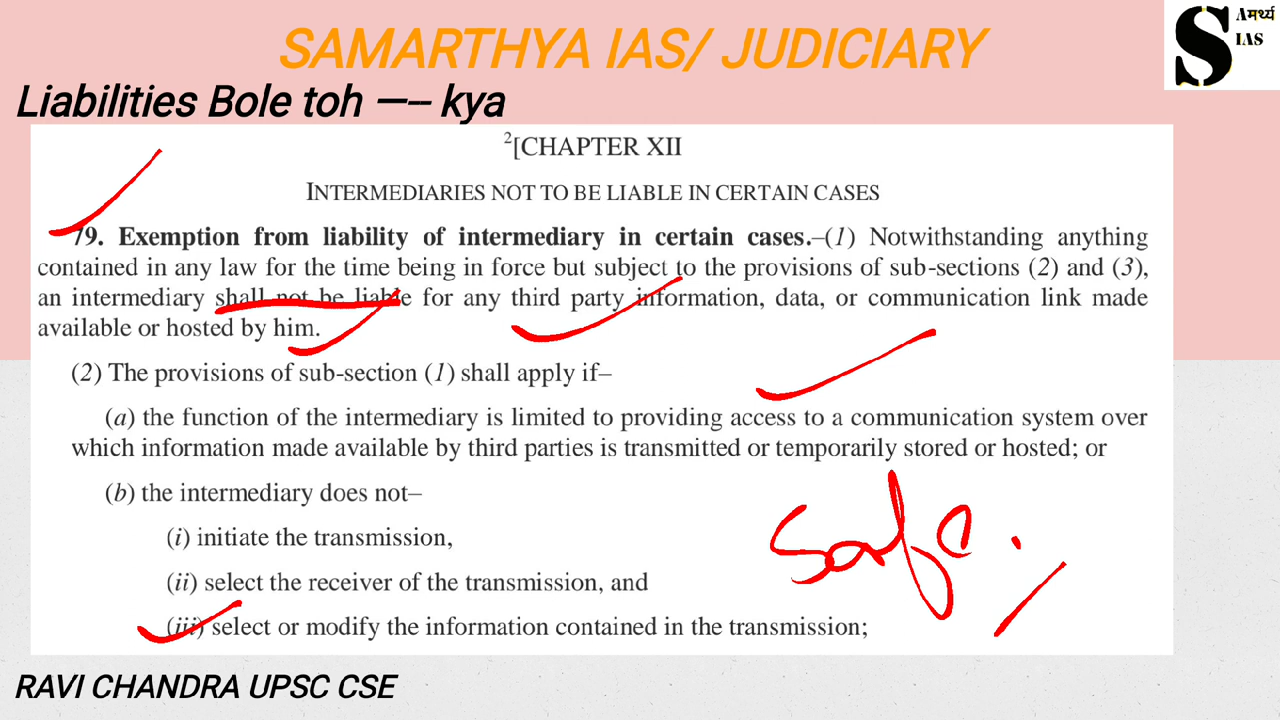 SAMARTHYA IAS/ JUDICIARY
Aमर्थ्य
S IAS
Liabilities Bole toh —-- kya
2[CHAPTER XII
INTERMEDIARIES NOT TO BE LIABLE IN CERTAIN CASES
79. Exemption from liability of intermediary in certain cases.–(1) Notwithstanding anything
contained in any law for the time being in force but subject to the provisions of sub-sections (2) and (3),
an intermediary shall not be liable for any third party information, data, or communication link made
available or hosted by him.
(2) The provisions of sub-section (1) shall apply if–
(a) the function of the intermediary is limited to providing access to a communication system over
which information made available by third parties is transmitted or temporarily stored or hosted; or
(b) the intermediary does not–
(i) initiate the transmission,
(ii) select the receiver of the transmission, and
(iii) select or modify the information contained in the transmission;
Safe
RAVI CHANDRA UPSC CSE